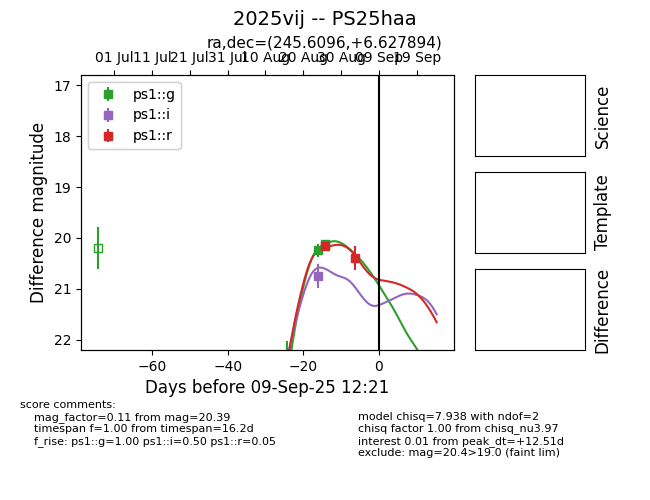 2025vij -- PS25haa
ra,dec=(245.6096,+6.627894)
01 Jul 11 Jul 21 Jul 31 Jul 10 Aug 20 Aug 30 Aug 09 Sep 19 Sep
ps1::g
ps1::i
ps1::r
17
18
19
20
21
22
Difference magnitude
−60 −40 −20 0
Days before 09-Sep-25 12:21
Science
Template
Difference
score comments:
mag_factor=0.11 from mag=20.39
timespan f=1.00 from timespan=16.2d
f_rise: ps1::g=1.00 ps1::i=0.50 ps1::r=0.05
model chisq=7.938 with ndof=2
chisq factor 1.00 from chisq_nu3.97
interest 0.01 from peak_dt=+12.51d
exclude: mag=20.4>19.0 (faint lim)